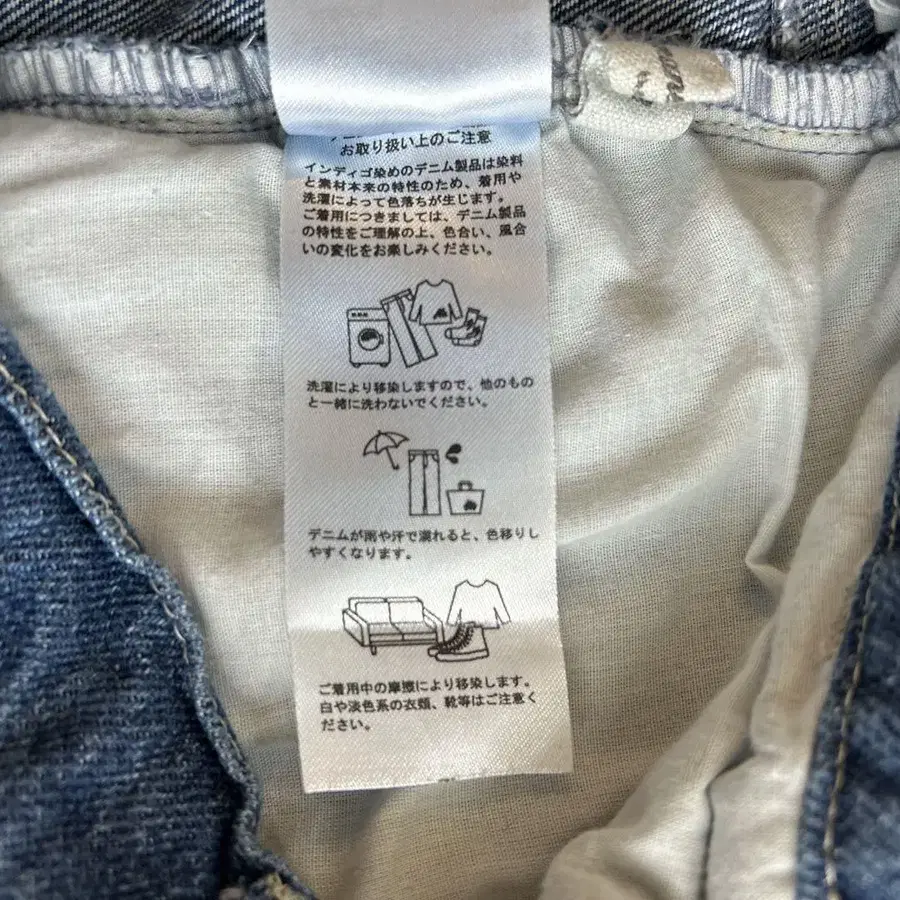 お取り扱い上のご注意
インディゴ染めのデニム製品は染料
と素材本来の特性のため、着用や
洗濯によって色落ちが生じます。
ご着用につきましては、デニム製品
の特性をご理解の上、色合い、風合
いの変化をお楽しみください。
洗濯により移染しますので、他のもの
と一緒に洗わないでください。
デニムが雨や汗で濡れると、色移りし
やすくなります。
ご着用中の摩擦により移染します。
白や淡色系の衣類、靴等はご注意く
ださい。